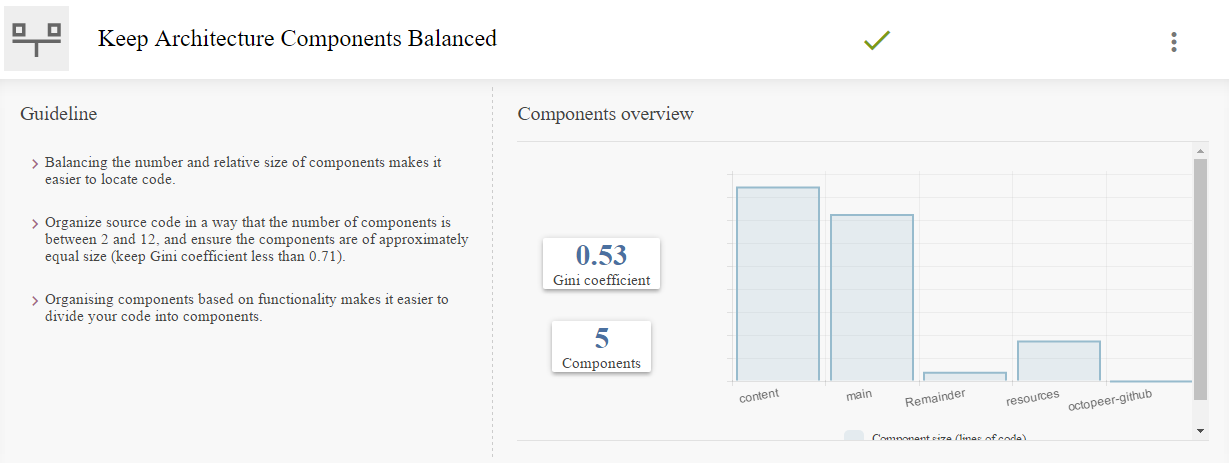 Keep Architecture Components Balanced
Guideline
Balancing the number and relative size of components makes it
easier to locate code.
Organize source code in a way that the number of components is
between 2 and 12, and ensure the components are of approximately
equal size (keep Gini coefficient less than 0.71).
Organising components based on functionality makes it easier to
divide your code into components.
Components overview
0.53
Gini coefficient
5
Components
content
main
Remainder
resources
octopeer-github
Component size (lines of code)